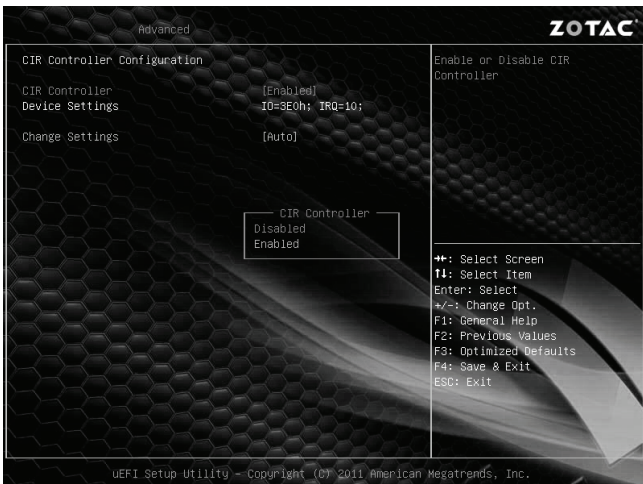 Advanced
ZOTAC
CIR Controller Configuration
CIR Controller [Enabled]
Device Settings IO=3E0h; IRQ=10;
Change Settings [Auto]
CIR Controller
Disabled
Enabled
Enable or Disable CIR
Controller
→←: Select Screen
↑↓: Select Item
Enter: Select
+/-: Change Opt.
F1: General Help
F2: Previous Values
F3: Optimized Defaults
F4: Save & Exit
ESC: Exit
uEFI Setup Utility – Copyright (C) 2011 American Megatrends, Inc.